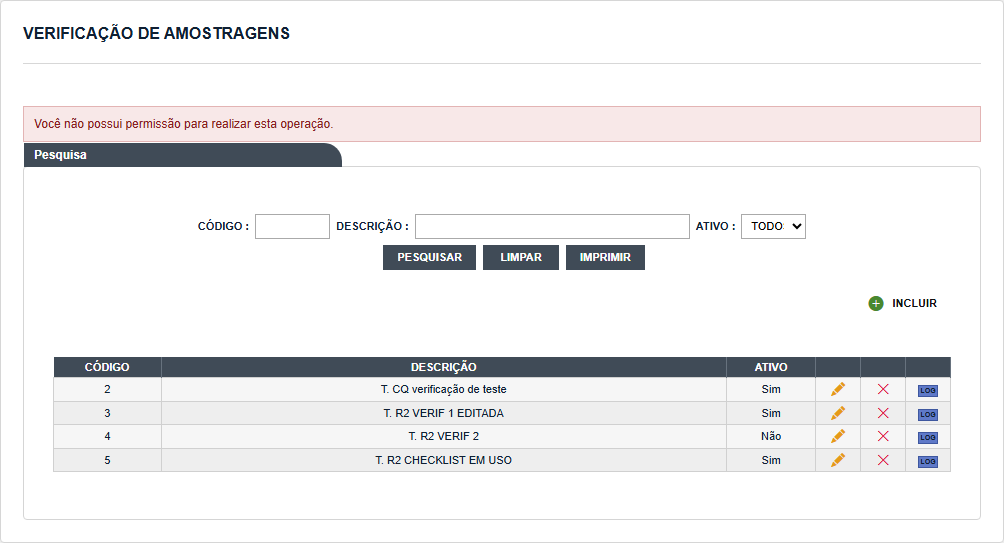 VERIFICAÇÃO DE AMOSTRAGENS
Você não possui permissão para realizar esta operação.
Pesquisa
CÓDIGO : DESCRIÇÃO : ATIVO : TODO
PESQUISAR LIMPAR IMPRIMIR
INCLUIR
CÓDIGO DESCRIÇÃO ATIVO
2 T. CQ verificação de teste Sim LOG
3 T. R2 VERIF 1 EDITADA Sim LOG
4 T. R2 VERIF 2 Não LOG
5 T. R2 CHECKLIST EM USO Sim LOG